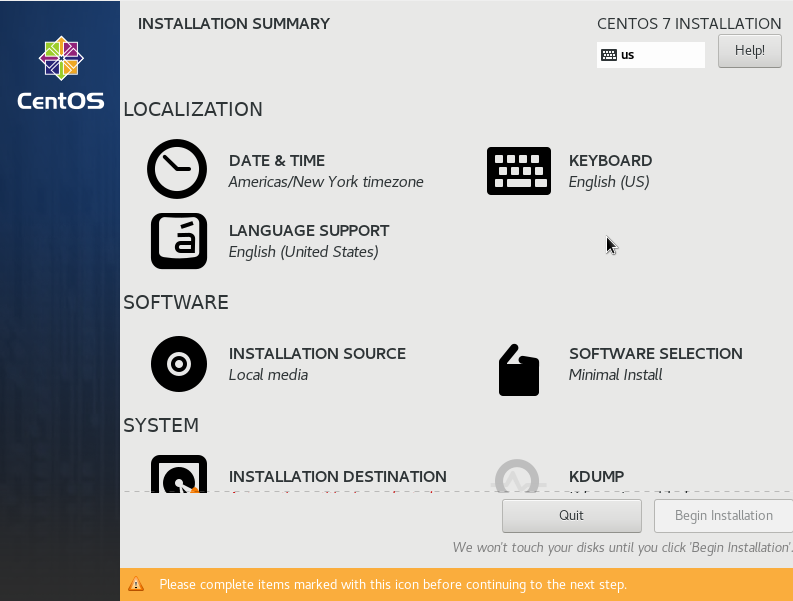 INSTALLATION SUMMARY
CENTOS 7 INSTALLATION
us
Help!
CentOS
LOCALIZATION
DATE & TIME
Americas/New York timezone
KEYBOARD
English (US)
á
LANGUAGE SUPPORT
English (United States)
SOFTWARE
INSTALLATION SOURCE
Local media
SOFTWARE SELECTION
Minimal Install
SYSTEM
INSTALLATION DESTINATION
KDUMP
Quit
Begin Installation
We won't touch your disks until you click 'Begin Installation'.
Please complete items marked with this icon before continuing to the next step.